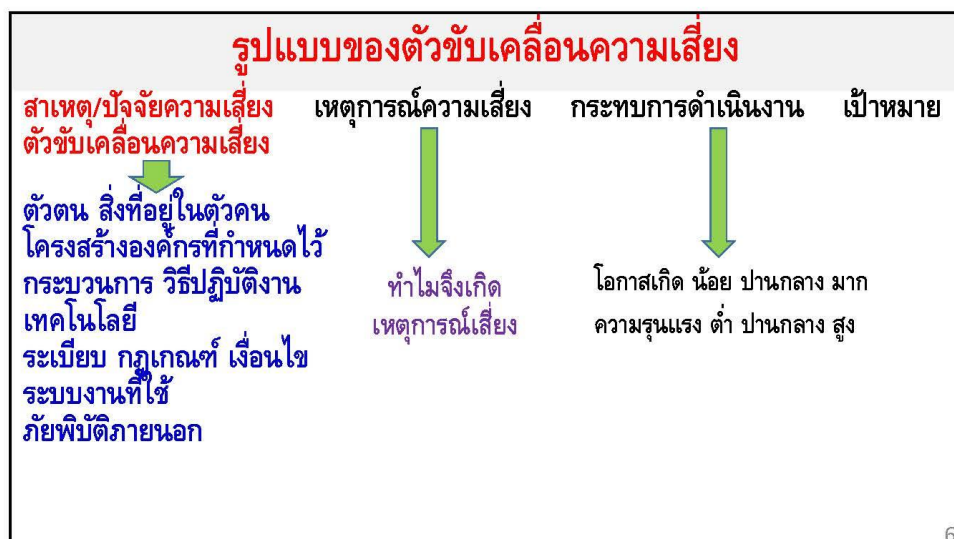 รูปแบบของตัวขับเคลื่อนความเสี่ยง
สาเหตุ/ปัจจัยความเสี่ยง เหตุการณ์ความเสี่ยง กระทบการดำเนินงาน เป้าหมาย
ตัวขับเคลื่อนความเสี่ยง
ตัวตน สิ่งที่อยู่ในตัวคน
โครงสร้างองค์กรที่กำหนดไว้
กระบวนการ วิธีปฏิบัติงาน
เทคโนโลยี
ระเบียบ กฎเกณฑ์ เงื่อนไข
ระบบงานที่ใช้
ภัยพิบัติภายนอก
ทำไมจึงเกิด
เหตุการณ์เสี่ยง
โอกาสเกิด น้อย ปานกลาง มาก
ความรุนแรง ต่ำ ปานกลาง สูง
6